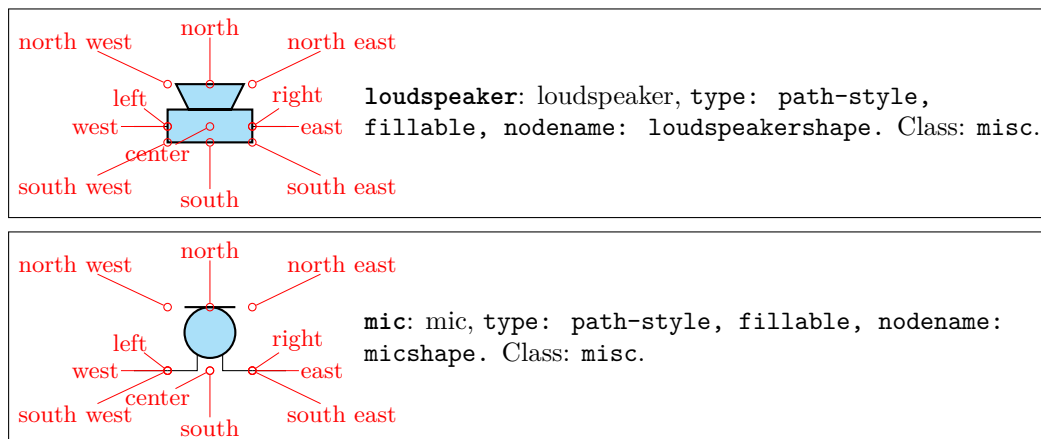 north
north west
north east
left
right
west
east
center
south west
south east
south
loudspeaker: loudspeaker, type: path-style,
fillable, nodename: loudspeakershape. Class: misc.
north
north west
north east
left
right
west
east
center
south west
south east
south
mic: mic, type: path-style, fillable, nodename:
micshape. Class: misc.